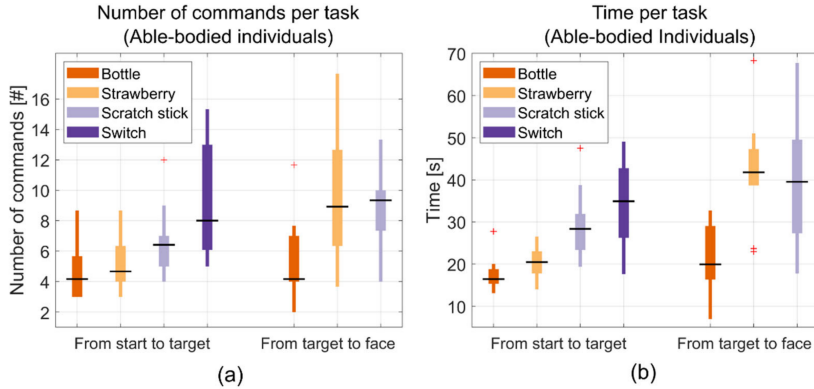 Number of commands per task
(Able-bodied individuals)
Number of commands [#]
16
14
12
10
8
6
4
2
Bottle
Strawberry
Scratch stick
Switch
From start to target
From target to face
(a)
Time per task
(Able-bodied Individuals)
Time [s]
70
60
50
40
30
20
10
Bottle
Strawberry
Scratch stick
Switch
From start to target
From target to face
(b)